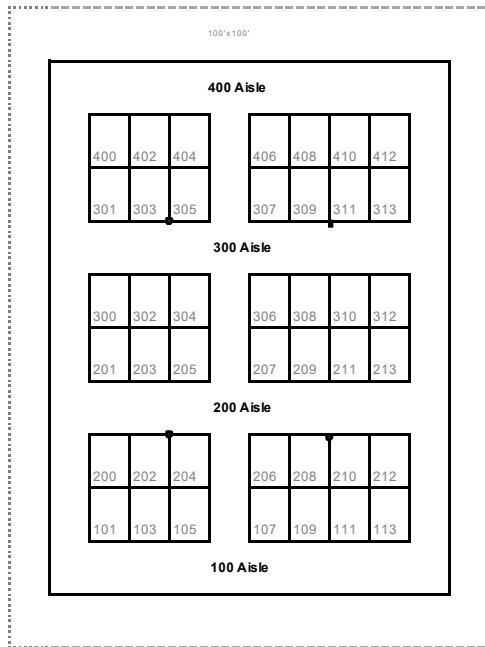 100'x100'
400 Aisle
400 402 404 406 408 410 412
301 303 305 307 309 311 313
300 Aisle
300 302 304 306 308 310 312
201 203 205 207 209 211 213
200 Aisle
200 202 204 206 208 210 212
101 103 105 107 109 111 113
100 Aisle